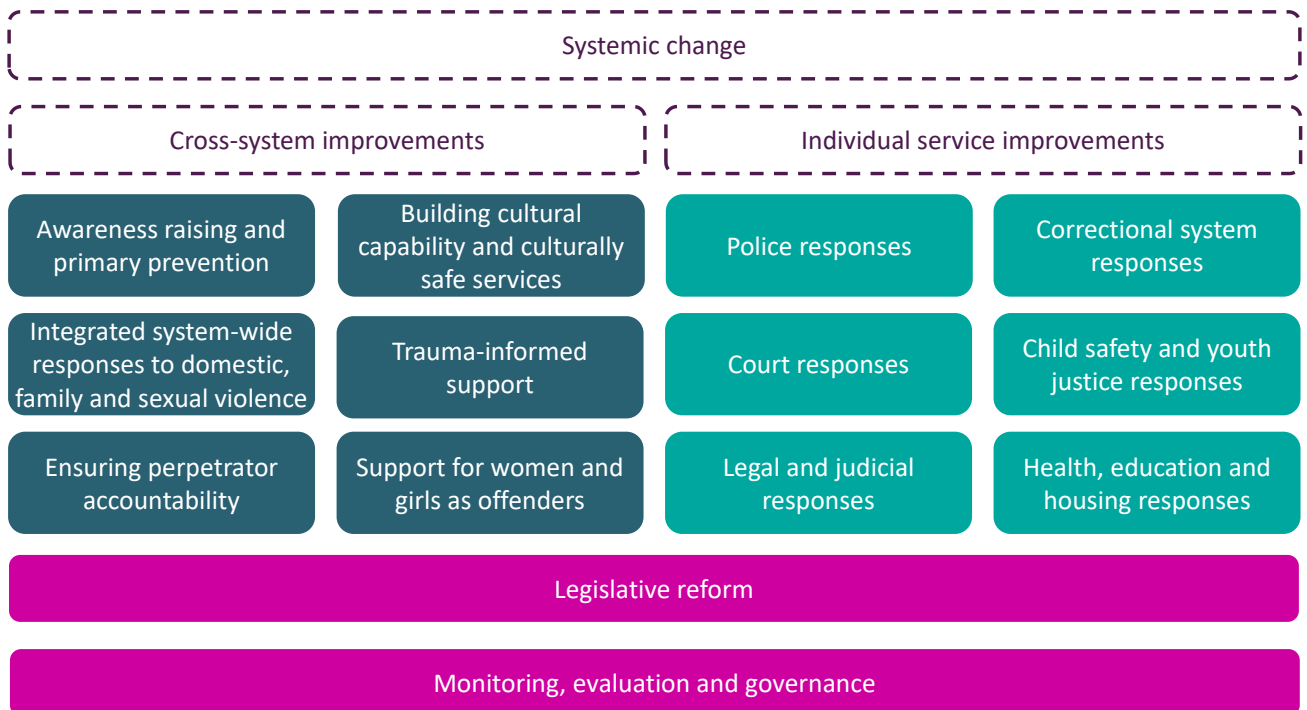 Systemic change
Cross-system improvements
Individual service improvements
Awareness raising and
primary prevention
Building cultural
capability and culturally
safe services
Police responses
Correctional system
responses
Integrated system-wide
responses to domestic,
family and sexual violence
Trauma-informed
support
Court responses
Child safety and youth
justice responses
Ensuring perpetrator
accountability
Support for women and
girls as offenders
Legal and judicial
responses
Health, education and
housing responses
Legislative reform
Monitoring, evaluation and governance